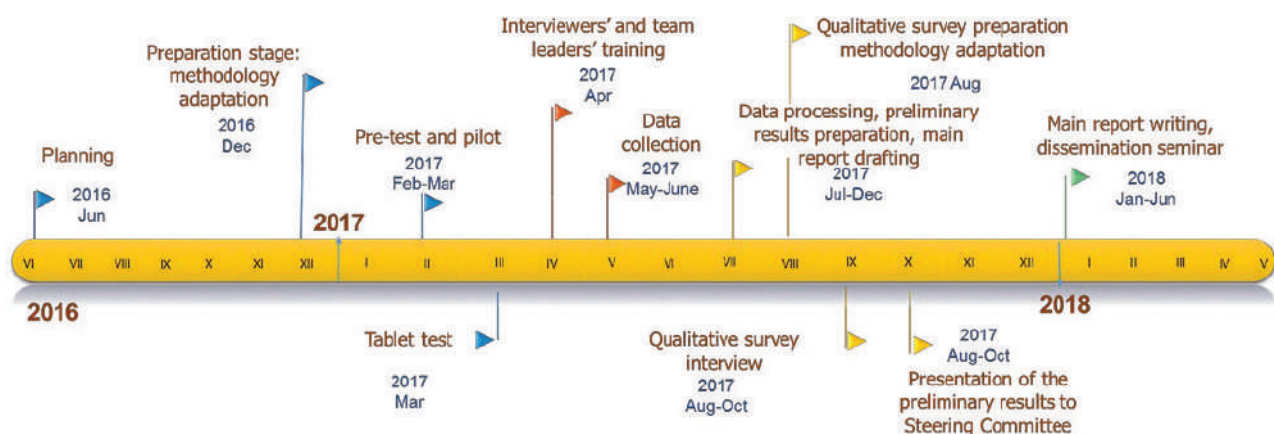 Planning
2016
Jun
Preparation stage:
methodology
adaptation
2016
Dec
Pre-test and pilot
2017
Feb-Mar
Interviewers’ and team
leaders’ training
2017
Apr
Data
collection
2017
May-June
Qualitative survey preparation
methodology adaptation
2017 Aug
Data processing, preliminary
results preparation, main
report drafting
2017
Jul-Dec
Main report writing,
dissemination seminar
2018
Jan-Jun
2017
VI VII VIII IX X XI XII I II III IV V VI VII VIII IX X XI XII I II III IV V
2016
2018
Tablet test
2017
Mar
Qualitative survey
interview
2017
Aug-Oct
2017
Aug-Oct
Presentation of the
preliminary results to
Steering Committee